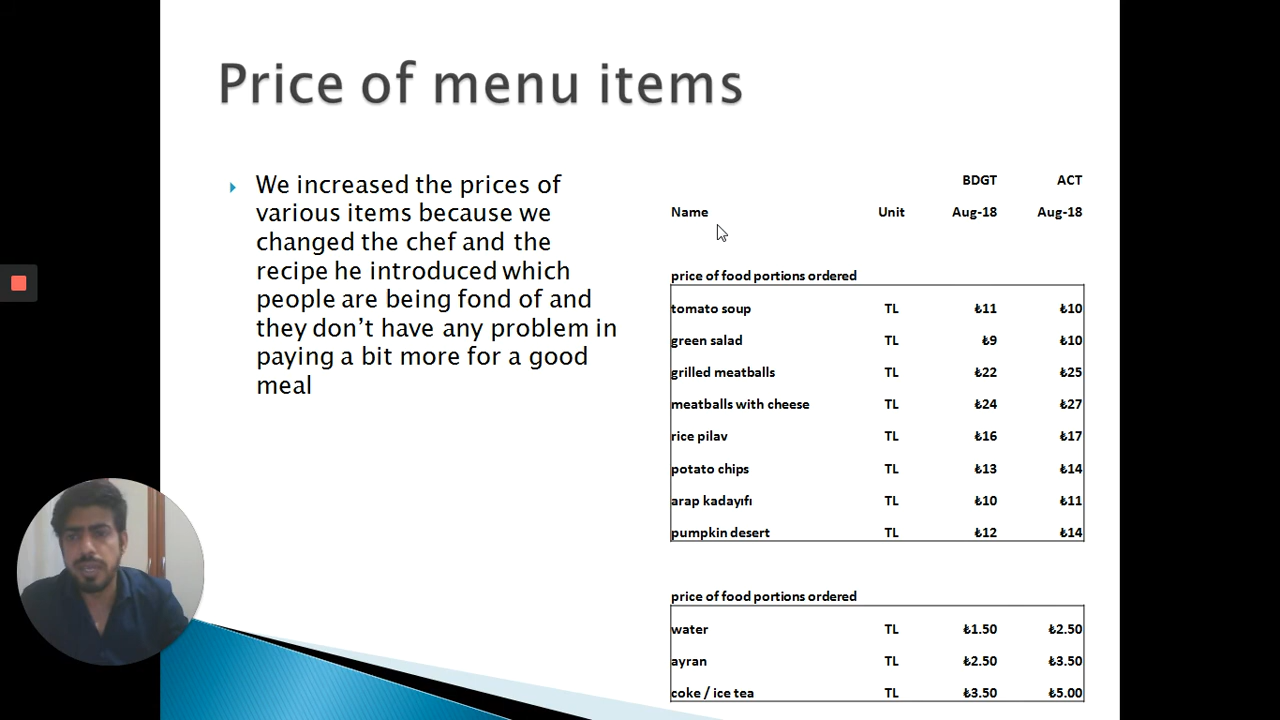 Price of menu items
We increased the prices of
various items because we
changed the chef and the
recipe he introduced which
people are being fond of and
they don't have any problem in
paying a bit more for a good
meal
BDGT ACT
Name Unit Aug-18 Aug-18
price of food portions ordered
tomato soup TL ₺11 ₺10
green salad TL ₺9 ₺10
grilled meatballs TL ₺22 ₺25
meatballs with cheese TL ₺24 ₺27
rice pilav TL ₺16 ₺17
potato chips TL ₺13 ₺14
arap kadayıfı TL ₺10 ₺11
pumpkin desert TL ₺12 ₺14
price of food portions ordered
water TL ₺1.50 ₺2.50
ayran TL ₺2.50 ₺3.50
coke / ice tea TL ₺3.50 ₺5.00